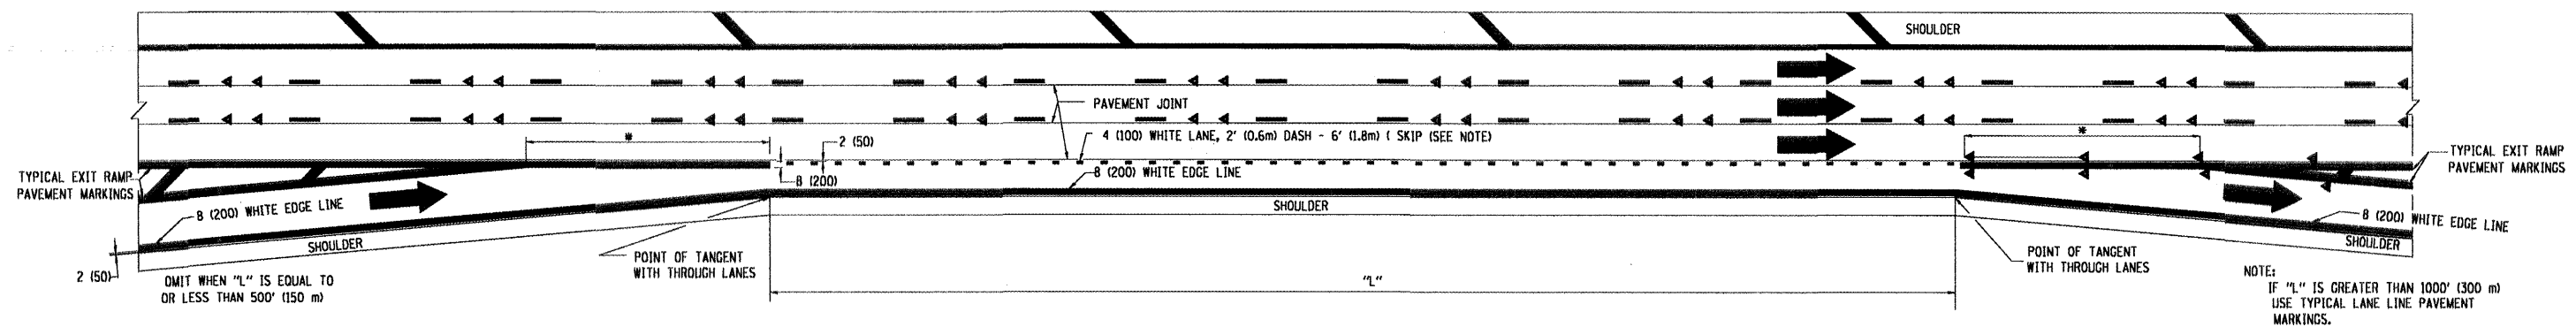 SHOULDER
PAVEMENT JOINT
4 (100) WHITE LANE, 2' (0.6m) DASH - 6' (1.8m) ( SKIP (SEE NOTE)
*
2 (50)
*
TYPICAL EXIT RAMP
PAVEMENT MARKINGS
8 (200)
8 (200) WHITE EDGE LINE
TYPICAL EXIT RAMP
PAVEMENT MARKINGS
8 (200) WHITE EDGE LINE
SHOULDER
SHOULDER
8 (200) WHITE EDGE LINE
SHOULDER
2 (50)
OMIT WHEN "L" IS EQUAL TO
OR LESS THAN 500' (150 m)
POINT OF TANGENT
WITH THROUGH LANES
"L"
POINT OF TANGENT
WITH THROUGH LANES
NOTE:
IF "L" IS GREATER THAN 1000' (300 m)
USE TYPICAL LANE LINE PAVEMENT
MARKINGS.